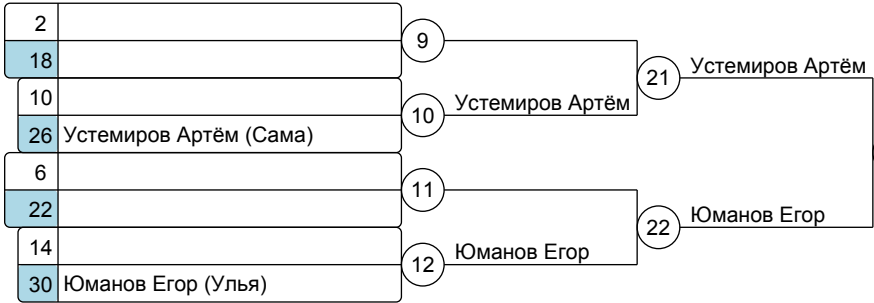 2
18
9
10
26 Устемиров Артём (Сама)
10 Устемиров Артём
21 Устемиров Артём
6
22
11
14
30 Юманов Егор (Улья)
12 Юманов Егор
22 Юманов Егор